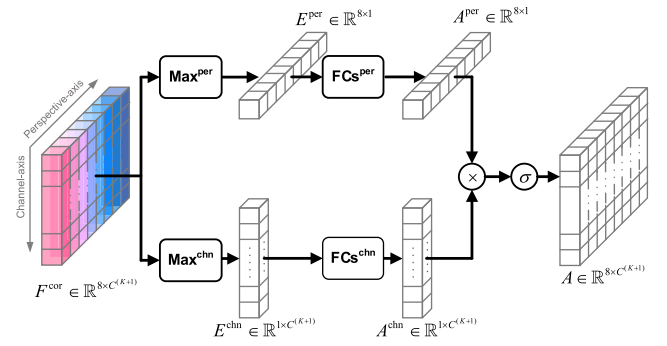 E^per ∈ ℝ^8×1
A^per ∈ ℝ^8×1
Max^per
FCs^per
Perspective-axis
Channel-axis
×
σ
Max^chn
FCs^chn
F^cor ∈ ℝ^8×C^(K+1)
A ∈ ℝ^8×C^(K+1)
E^chn ∈ ℝ^1×C^(K+1)
A^chn ∈ ℝ^1×C^(K+1)